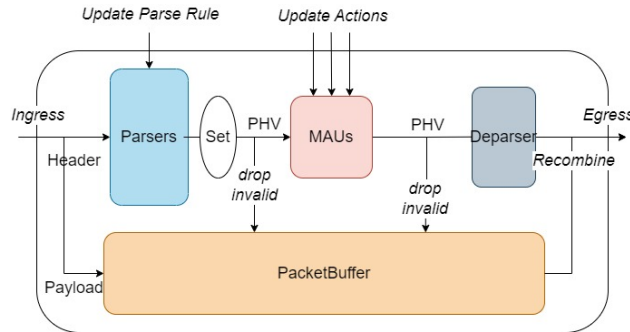 Update Parse Rule
Update Actions
Ingress
Egress
Parsers
Set
PHV
MAUs
PHV
Deparser
Header
Recombine
drop
invalid
drop
invalid
PacketBuffer
Payload